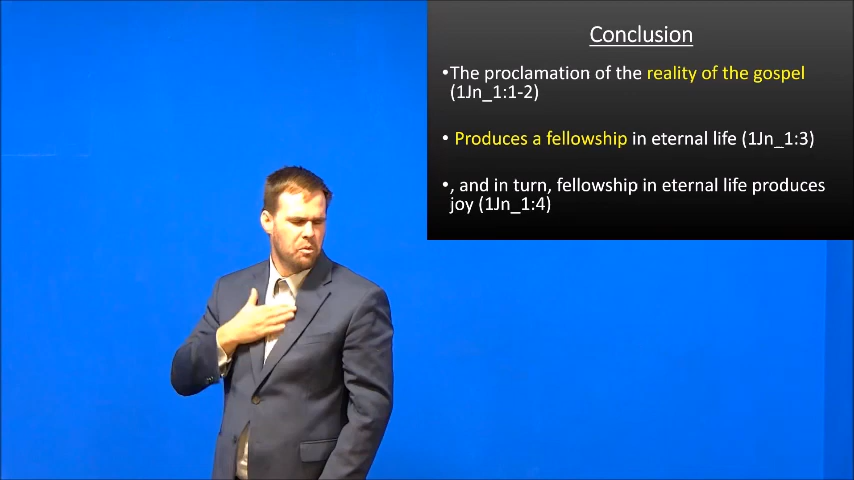 Conclusion
•The proclamation of the reality of the gospel
(1Jn_1:1-2)
• Produces a fellowship in eternal life (1Jn_1:3)
•, and in turn, fellowship in eternal life produces
joy (1Jn_1:4)